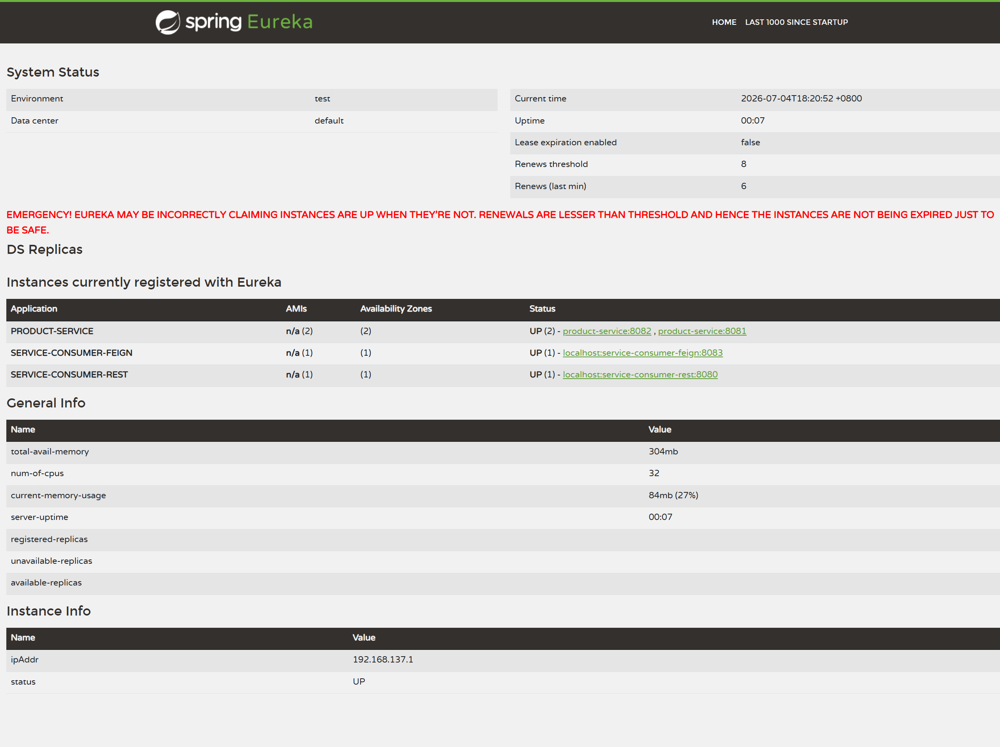 spring Eureka
HOME LAST 1000 SINCE STARTUP
System Status
Environment test
Data center default
Current time 2026-07-04T18:20:52 +0800
Uptime 00:07
Lease expiration enabled false
Renews threshold 8
Renews (last min) 6
EMERGENCY! EUREKA MAY BE INCORRECTLY CLAIMING INSTANCES ARE UP WHEN THEY'RE NOT. RENEWALS ARE LESSER THAN THRESHOLD AND HENCE THE INSTANCES ARE NOT BEING EXPIRED JUST TO
BE SAFE.
DS Replicas
Instances currently registered with Eureka
Application AMIs Availability Zones Status
PRODUCT-SERVICE n/a (2) (2) UP (2) - product-service:8082 , product-service:8081
SERVICE-CONSUMER-FEIGN n/a (1) (1) UP (1) - localhost:service-consumer-feign:8083
SERVICE-CONSUMER-REST n/a (1) (1) UP (1) - localhost:service-consumer-rest:8080
General Info
Name Value
total-avail-memory 304mb
num-of-cpus 32
current-memory-usage 84mb (27%)
server-uptime 00:07
registered-replicas
unavailable-replicas
available-replicas
Instance Info
Name Value
ipAddr 192.168.137.1
status UP